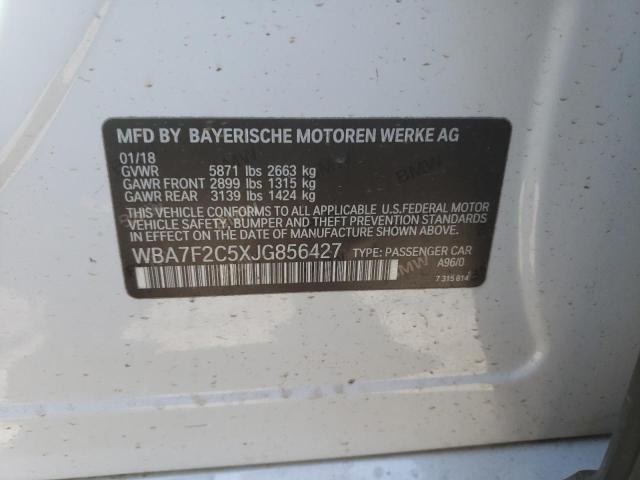 MFD BY BAYERISCHE MOTOREN WERKE AG
01/18
GVWR 5871 lbs 2663 kg
GAWR FRONT 2899 lbs 1315 kg
GAWR REAR 3139 lbs 1424 kg
THIS VEHICLE CONFORMS TO ALL APPLICABLE U.S. FEDERAL MOTOR
VEHICLE SAFETY, BUMPER, AND THEFT PREVENTION STANDARDS IN
EFFECT ON THE DATE OF MANUFACTURE SHOWN ABOVE.
WBA7F2C5XJG856427 TYPE: PASSENGER CAR
A96/0
7 315 814
BMW
BMW